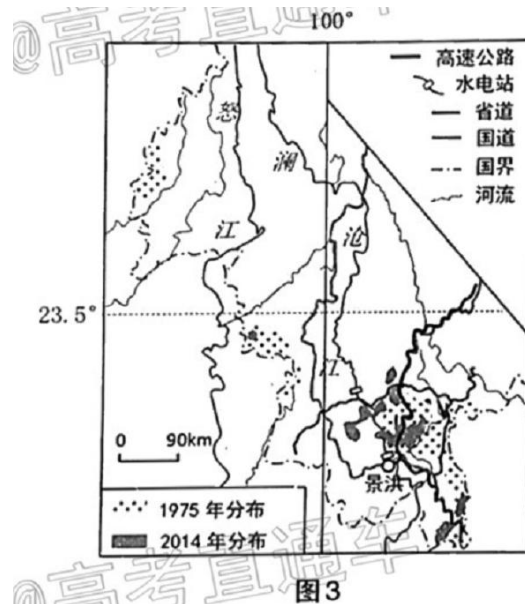 @高考直通车
100°
高速公路
水电站
省道
国道
国界
河流
怒
澜
江
沧
23.5°
江
0 90km
景洪
1975 年分布
2014 年分布
@高考直通车
图3